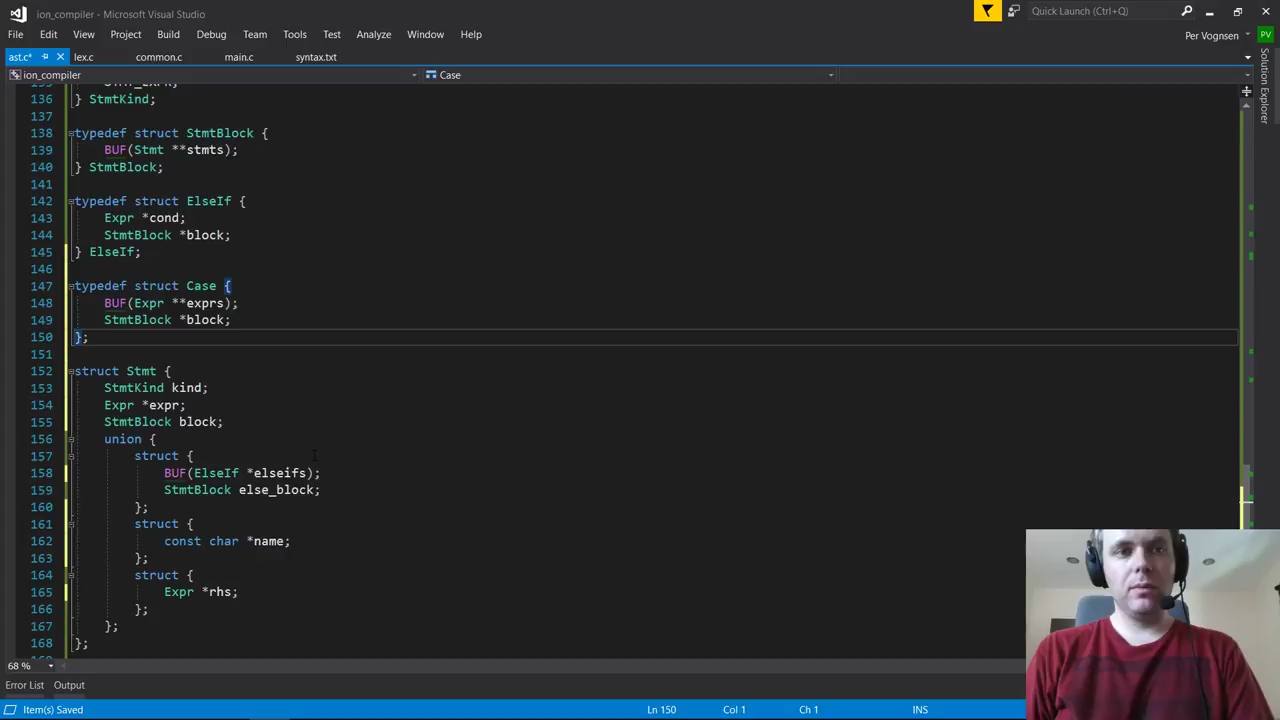 ion_compiler - Microsoft Visual Studio
Quick Launch (Ctrl+Q)
File Edit View Project Build Debug Team Tools Test Analyze Window Help
Per Vognsen PV
ast.c* lex.c common.c main.c syntax.txt
Solution Explorer
ion_compiler Case
136 } StmtKind;
137
138 typedef struct StmtBlock {
139 BUF(Stmt **stmts);
140 } StmtBlock;
141
142 typedef struct ElseIf {
143 Expr *cond;
144 StmtBlock *block;
145 } ElseIf;
146
147 typedef struct Case {
148 BUF(Expr **exprs);
149 StmtBlock *block;
150 };
151
152 struct Stmt {
153 StmtKind kind;
154 Expr *expr;
155 StmtBlock block;
156 union {
157 struct {
158 BUF(ElseIf *elseifs);
159 StmtBlock else_block;
160 };
161 struct {
162 const char *name;
163 };
164 struct {
165 Expr *rhs;
166 };
167 };
168 };
68 %
Error List Output
Item(s) Saved Ln 150 Col 1 Ch 1 INS